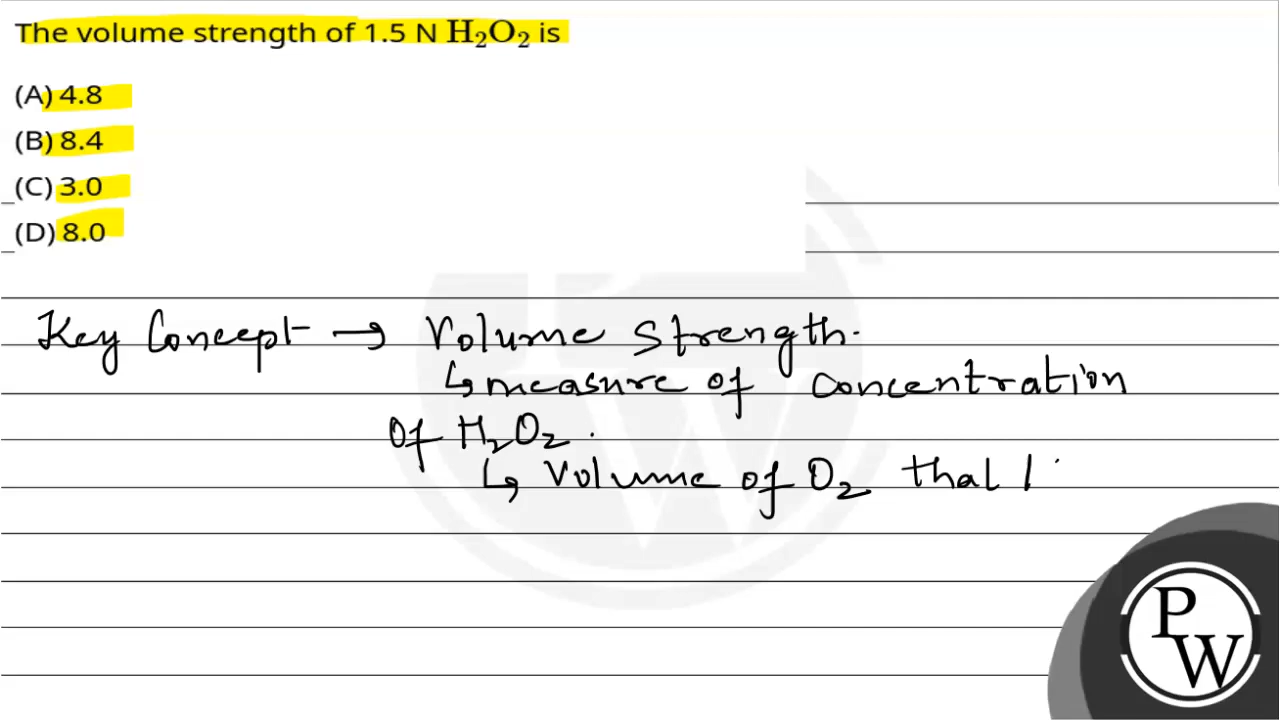 The volume strength of 1.5 N H₂O₂ is
(A) 4.8
(B) 8.4
(C) 3.0
(D) 8.0
Key Concept → Volume Strength.
↳ measure of concentration
of H₂O₂.
↳ Volume of O₂ that
P
W